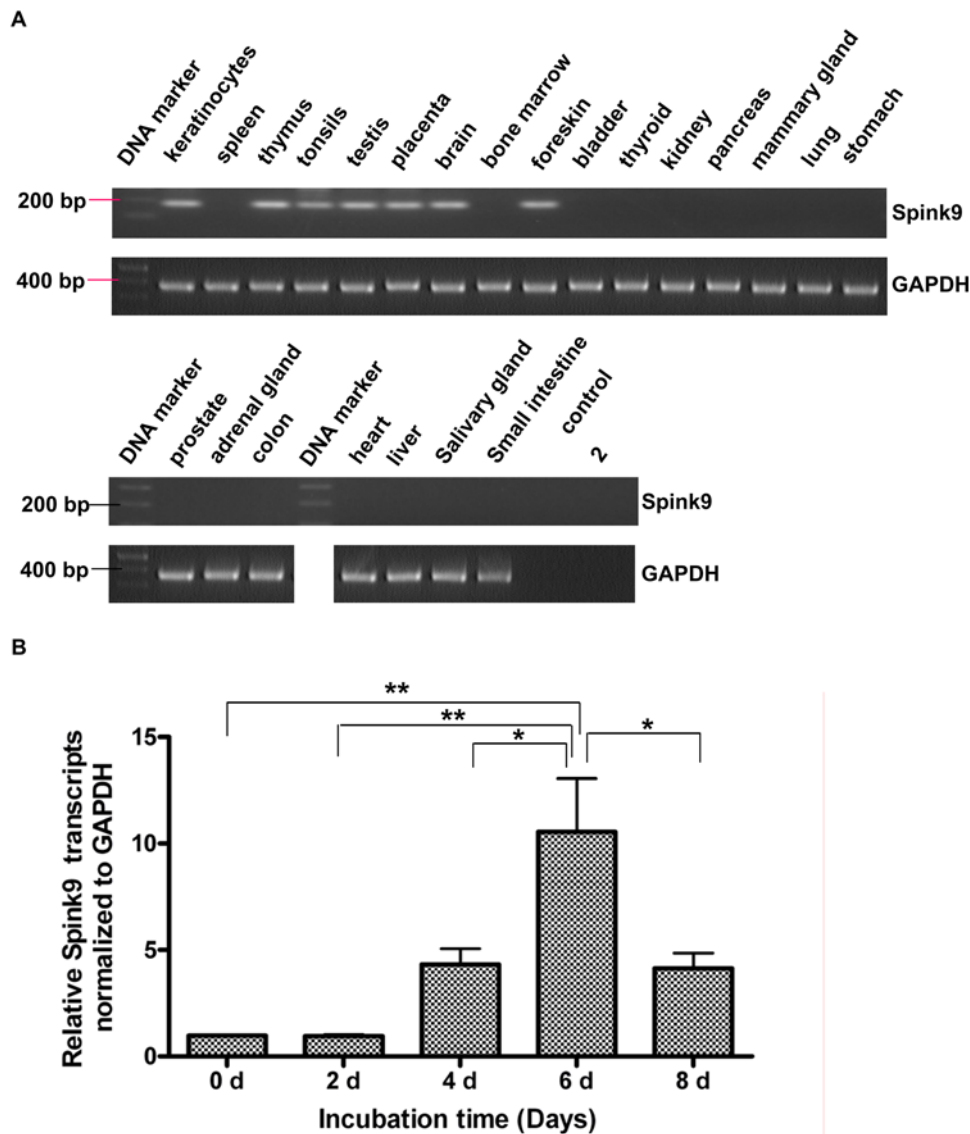 A
DNA marker
keratinocytes
spleen
thymus
tonsils
testis
placenta
brain
bone marrow
foreskin
bladder
thyroid
kidney
pancreas
mammary gland
lung
stomach
200 bp
Spink9
400 bp
GAPDH
DNA marker
prostate
adrenal gland
colon
DNA marker
heart
liver
Salivary gland
Small intestine
control
2
200 bp
Spink9
400 bp
GAPDH
B
Relative Spink9 transcripts
normalized to GAPDH
**
**
*
*
15
10
5
0
0 d
2 d
4 d
6 d
8 d
Incubation time (Days)